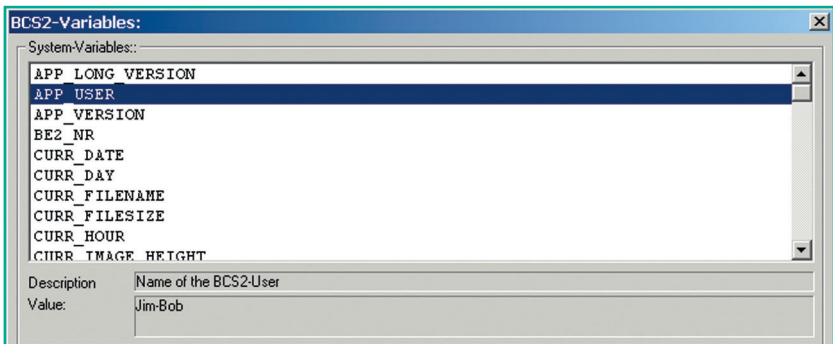 BCS2-Variables:
System-Variables::
APP_LONG_VERSION
APP_USER
APP_VERSION
BE2_NR
CURR_DATE
CURR_DAY
CURR_FILENAME
CURR_FILESIZE
CURR_HOUR
CURR_IMAGE_HEIGHT
Description Name of the BCS2-User
Value: Jim-Bob